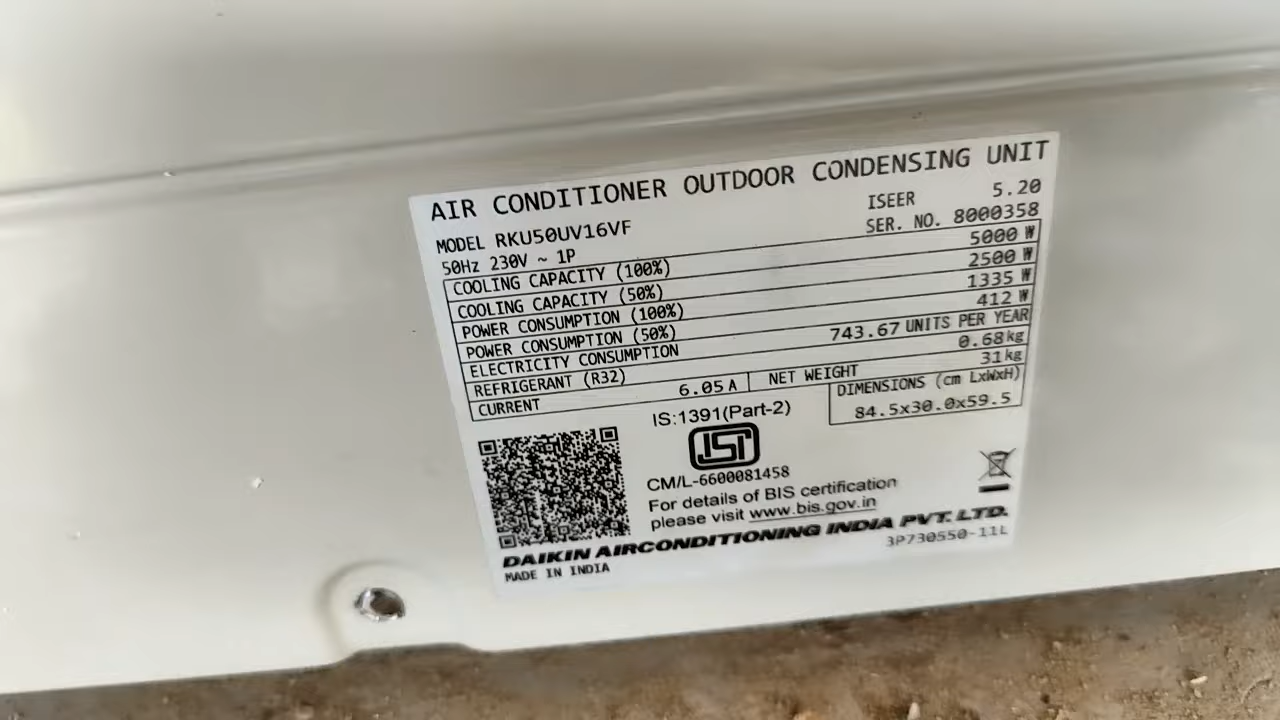 AIR CONDITIONER OUTDOOR CONDENSING UNIT
MODEL RKU50UV16VF ISEER 5.20
50Hz 230V ~ 1P SER. NO. 8000358
COOLING CAPACITY (100%) 5000 W
COOLING CAPACITY (50%) 2500 W
POWER CONSUMPTION (100%) 1335 W
POWER CONSUMPTION (50%) 412 W
ELECTRICITY CONSUMPTION 743.67 UNITS PER YEAR
REFRIGERANT (R32) 0.68kg
CURRENT 6.05 A NET WEIGHT 31kg
IS:1391(Part-2) DIMENSIONS (cm LxWxH)
84.5x30.0x59.5
ISI
CM/L-6600081458
For details of BIS certification
please visit www.bis.gov.in
DAIKIN AIRCONDITIONING INDIA PVT. LTD.
MADE IN INDIA 3P730550-11L